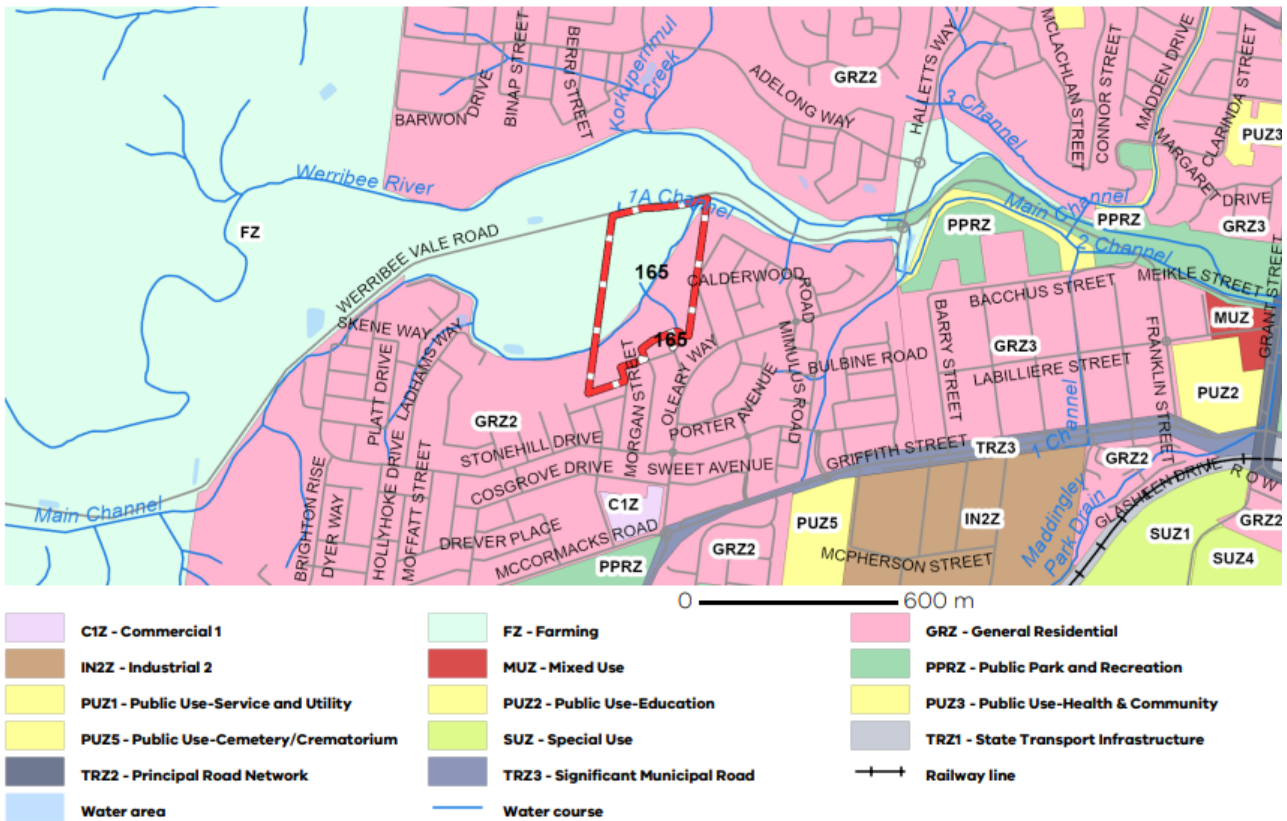 BARWON
DRIVE
BINAP STREET
BERRI STREET
Korkuperrimul
Creek
ADELONG WAY
GRZ2
HALLETTS WAY
3 Channel
MCLACHLAN STREET
CONNOR STREET
MADDEN DRIVE
MARGARET
DRIVE
CLARINDA STREET
PUZ3
Werribee River
FZ
WERRIBEE VALE ROAD
1A Channel
165
165
CALDERWOOD
ROAD
PPRZ
Main Channel
PPRZ
2 Channel
GRZ3
MEIKLE STREET
GRANT STREET
MUZ
BACCHUS STREET
SKENE WAY
PLATT DRIVE
LADHAMS WAY
MORGAN STREET
OLEARY WAY
MIMULUS ROAD
BULBINE ROAD
BARRY STREET
GRZ3
LABILLIERE STREET
FRANKLIN STREET
PUZ2
GRZ2
STONEHILL DRIVE
PORTER AVENUE
COSGROVE DRIVE
SWEET AVENUE
GRIFFITH STREET
TRZ3
1 Channel
GRZ2
GLASHEEN DRIVE
ROW
Main Channel
BRIGHTON RISE
DYER WAY
HOLLYHOKE DRIVE
MOFFATT STREET
DREVER PLACE
C1Z
MCCORMACKS ROAD
PPRZ
GRZ2
PUZ5
IN2Z
MCPHERSON STREET
Maddingley
Park Drain
SUZ1
GRZ2
SUZ4
0 600 m
C1Z - Commercial 1
FZ - Farming
GRZ - General Residential
IN2Z - Industrial 2
MUZ - Mixed Use
PPRZ - Public Park and Recreation
PUZ1 - Public Use-Service and Utility
PUZ2 - Public Use-Education
PUZ3 - Public Use-Health & Community
PUZ5 - Public Use-Cemetery/Crematorium
SUZ - Special Use
TRZ1 - State Transport Infrastructure
TRZ2 - Principal Road Network
TRZ3 - Significant Municipal Road
Railway line
Water area
Water course